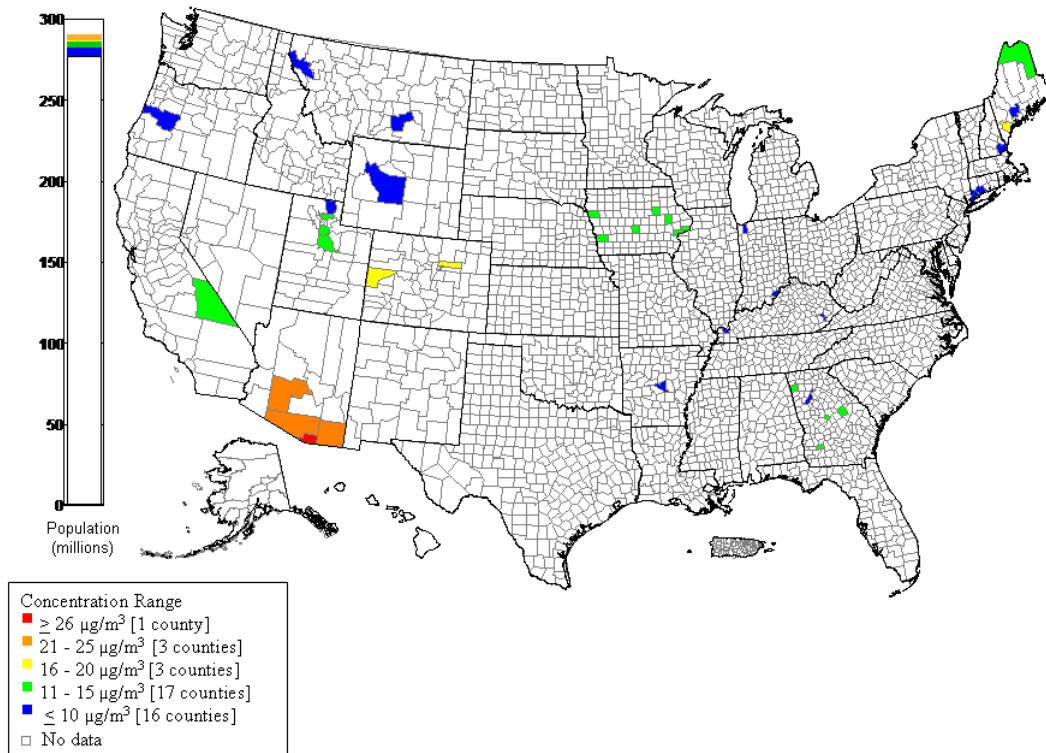 300
250
200
150
100
50
0
Population
(millions)
Concentration Range
≥ 26 µg/m³ [1 county]
21 - 25 µg/m³ [3 counties]
16 - 20 µg/m³ [3 counties]
11 - 15 µg/m³ [17 counties]
≤ 10 µg/m³ [16 counties]
No data